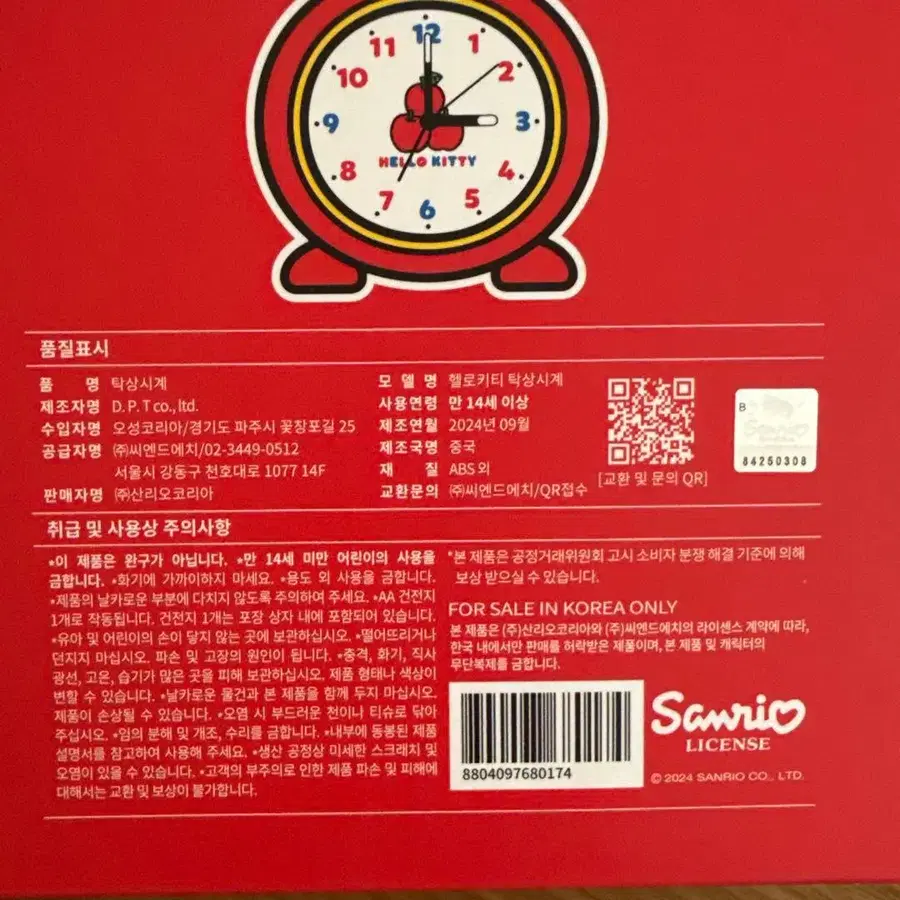 12
11
1
10
2
9
3
HELLO KITTY
8
4
7
5
6
품질표시
품 명 탁상시계
제조자명 D. P. T co., ltd.
수입자명 오성코리아/경기도 파주시 꽃창포길 25
공급자명 ㈜씨엔드에치/02-3449-0512
서울시 강동구 천호대로 1077 14F
판매자명 ㈜산리오코리아
모 델 명 헬로키티 탁상시계
사용연령 만 14세 이상
제조연월 2024년 09월
제조국명 중국
재 질 ABS 외
교환문의 ㈜씨엔드에치/QR접수
[교환 및 문의 QR]
B
Sanrio
84250308
취급 및 사용상 주의사항
•이 제품은 완구가 아닙니다. •만 14세 미만 어린이의 사용을
금합니다. •화기에 가까이하지 마세요. •용도 외 사용을 금합니다.
•제품의 날카로운 부분에 다치지 않도록 주의하여 주세요. •AA 건전지
1개로 작동됩니다. 건전지 1개는 포장 상자 내에 포함되어 있습니다.
•유아 및 어린이의 손이 닿지 않는 곳에 보관하십시오. •떨어뜨리거나
던지지 마십시오. 파손 및 고장의 원인이 됩니다. •충격, 화기, 직사
광선, 고온, 습기가 많은 곳을 피해 보관하십시오. 제품 형태나 색상이
변할 수 있습니다. •날카로운 물건과 본 제품을 함께 두지 마십시오.
제품이 손상될 수 있습니다. •오염 시 부드러운 천이나 티슈로 닦아
주십시오. •임의 분해 및 개조, 수리를 금합니다. •내부에 동봉된 제품
설명서를 참고하여 사용해 주세요. •생산 공정상 미세한 스크래치 및
오염이 있을 수 있습니다. •고객의 부주의로 인한 제품 파손 및 피해에
대해서는 교환 및 보상이 불가합니다.
*본 제품은 공정거래위원회 고시 소비자 분쟁 해결 기준에 의해
보상 받으실 수 있습니다.
FOR SALE IN KOREA ONLY
본 제품은 (주)산리오코리아와 (주)씨엔드에치의 라이센스 계약에 따라,
한국 내에서만 판매를 허락받은 제품이며, 본 제품 및 캐릭터의
무단복제를 금합니다.
8804097680174
Sanrio
LICENSE
© 2024 SANRIO CO., LTD.